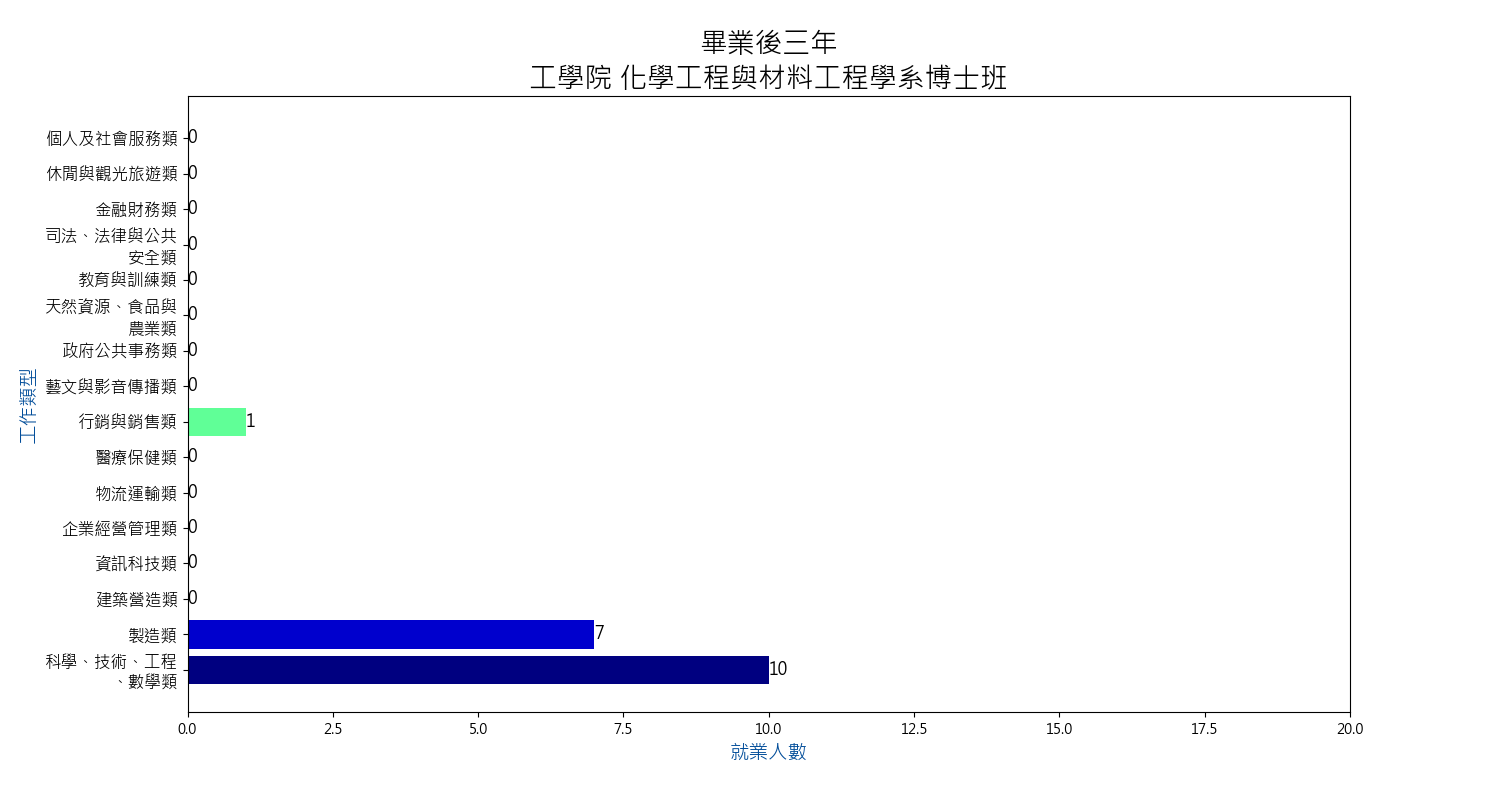 畢業後三年
工學院 化學工程與材料工程學系博士班
個人及社會服務類 0
休閒與觀光旅遊類 0
金融財務類 0
司法、法律與公共
安全類 0
教育與訓練類 0
天然資源、食品與
農業類 0
政府公共事務類 0
藝文與影音傳播類 0
行銷與銷售類 1
醫療保健類 0
物流運輸類 0
企業經營管理類 0
資訊科技類 0
建築營造類 0
製造類 7
科學、技術、工程
、數學類 10
工作類型
0.0 2.5 5.0 7.5 10.0 12.5 15.0 17.5 20.0
就業人數